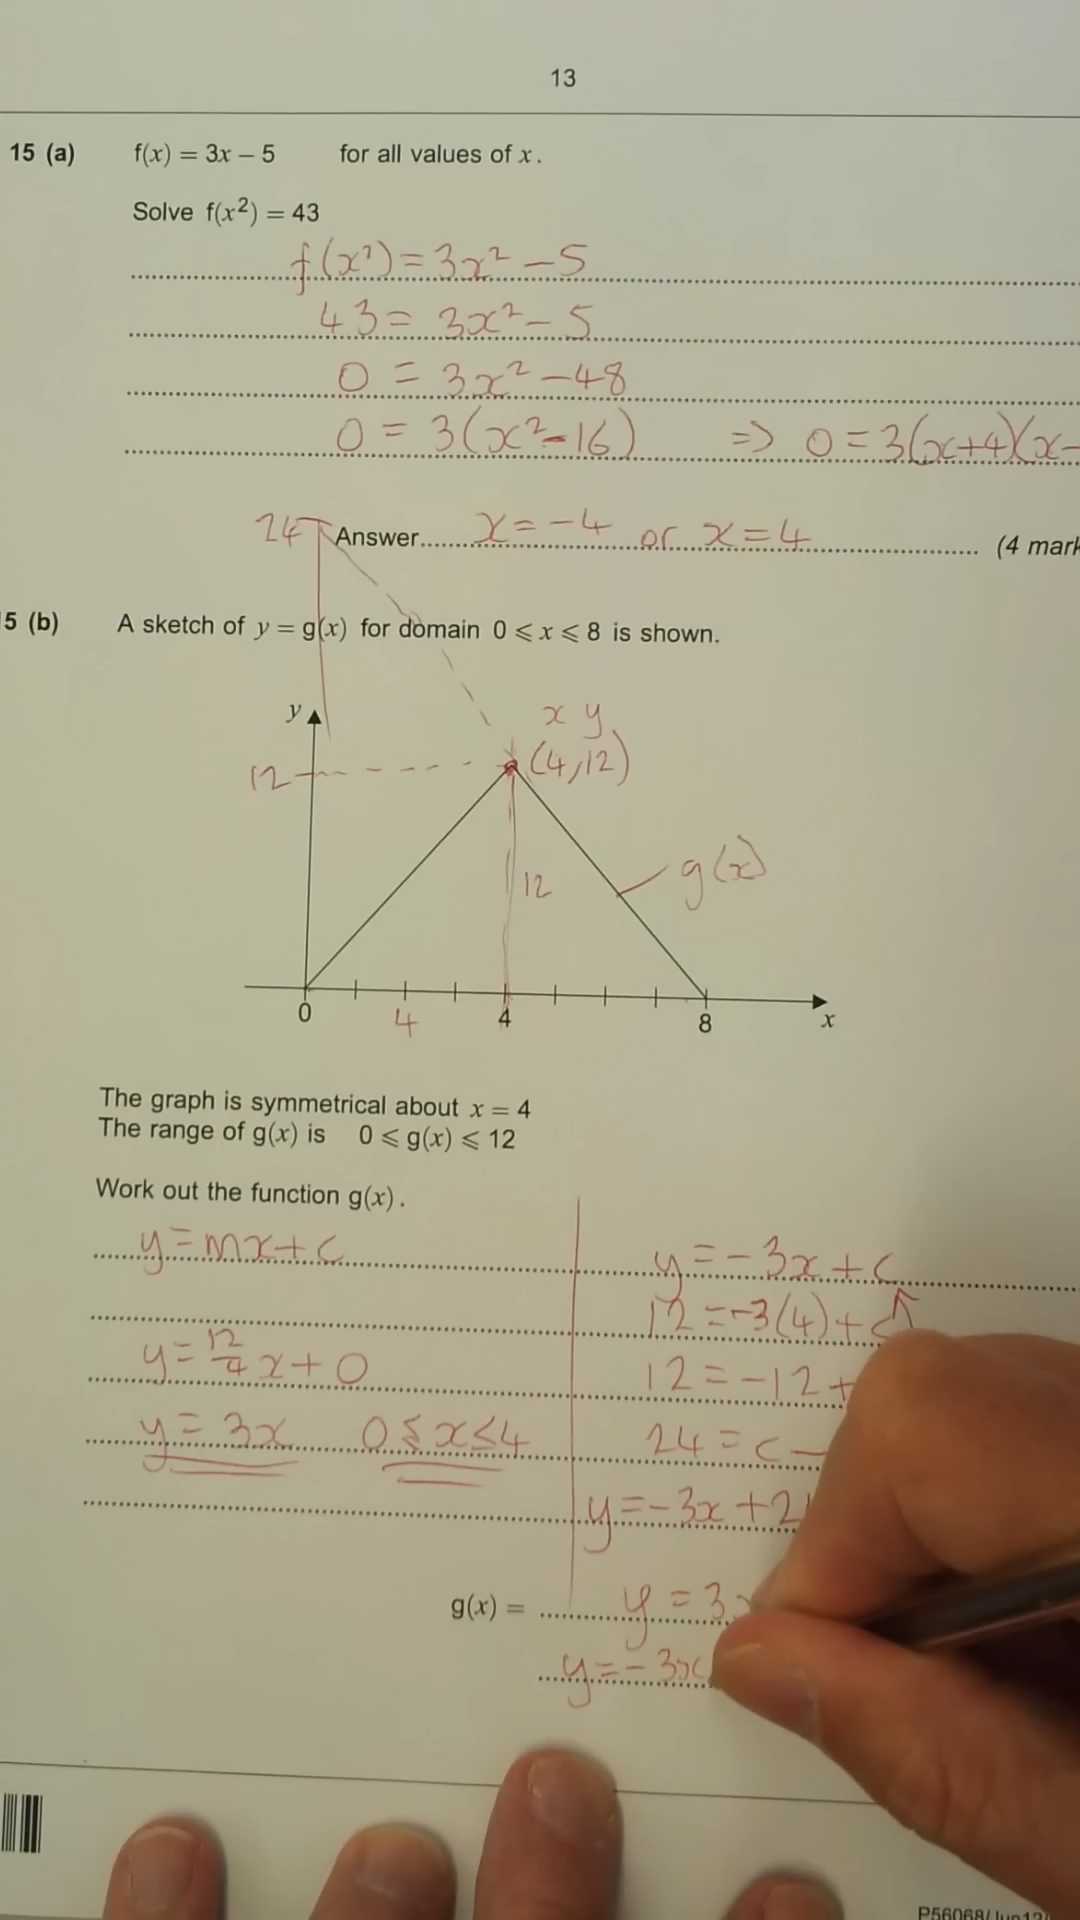 13
15 (a) f(x) = 3x – 5 for all values of x.
Solve f(x²) = 43
f(x²) = 3x² – 5
43 = 3x² – 5
0 = 3x² – 48
0 = 3(x² – 16) ⇒ 0 = 3(x+4)(x–
Answer x = –4 or x = 4 (4 mark
24
5 (b) A sketch of y = g(x) for domain 0 ⩽ x ⩽ 8 is shown.
y
x y
(4,12)
12
g(x)
12
0 4 4 8 x
The graph is symmetrical about x = 4
The range of g(x) is 0 ⩽ g(x) ⩽ 12
Work out the function g(x).
y = mx + c
y = 12/4 x + 0
y = 3x 0 ≤ x ≤ 4
y = –3x + c
12 = –3(4) + c
12 = –12 +
24 = c
y = –3x + 2
g(x) = y = 3x
y = –3x
P56068/Jun12/